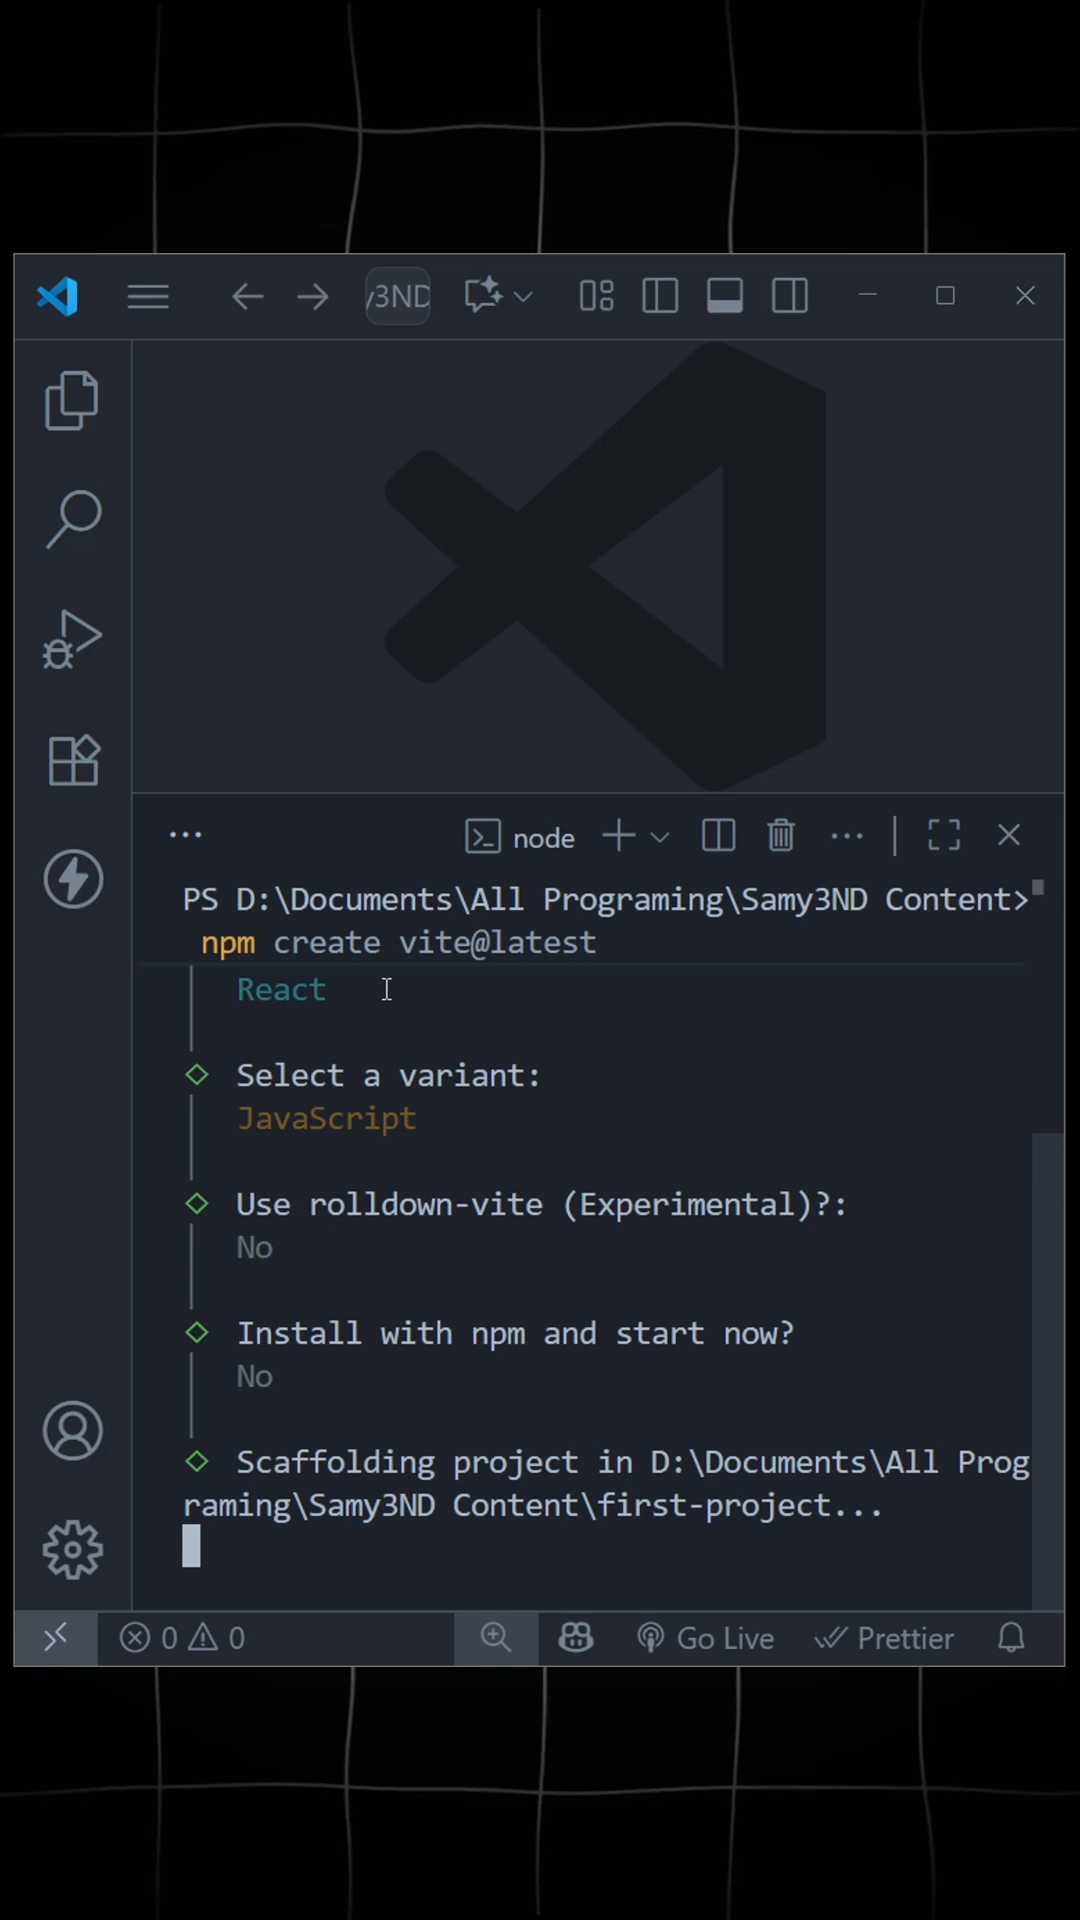 y3ND
node
PS D:\Documents\All Programing\Samy3ND Content>
npm create vite@latest
React
Select a variant:
JavaScript
Use rolldown-vite (Experimental)?:
No
Install with npm and start now?
No
Scaffolding project in D:\Documents\All Prog
raming\Samy3ND Content\first-project...
0 0 Go Live Prettier